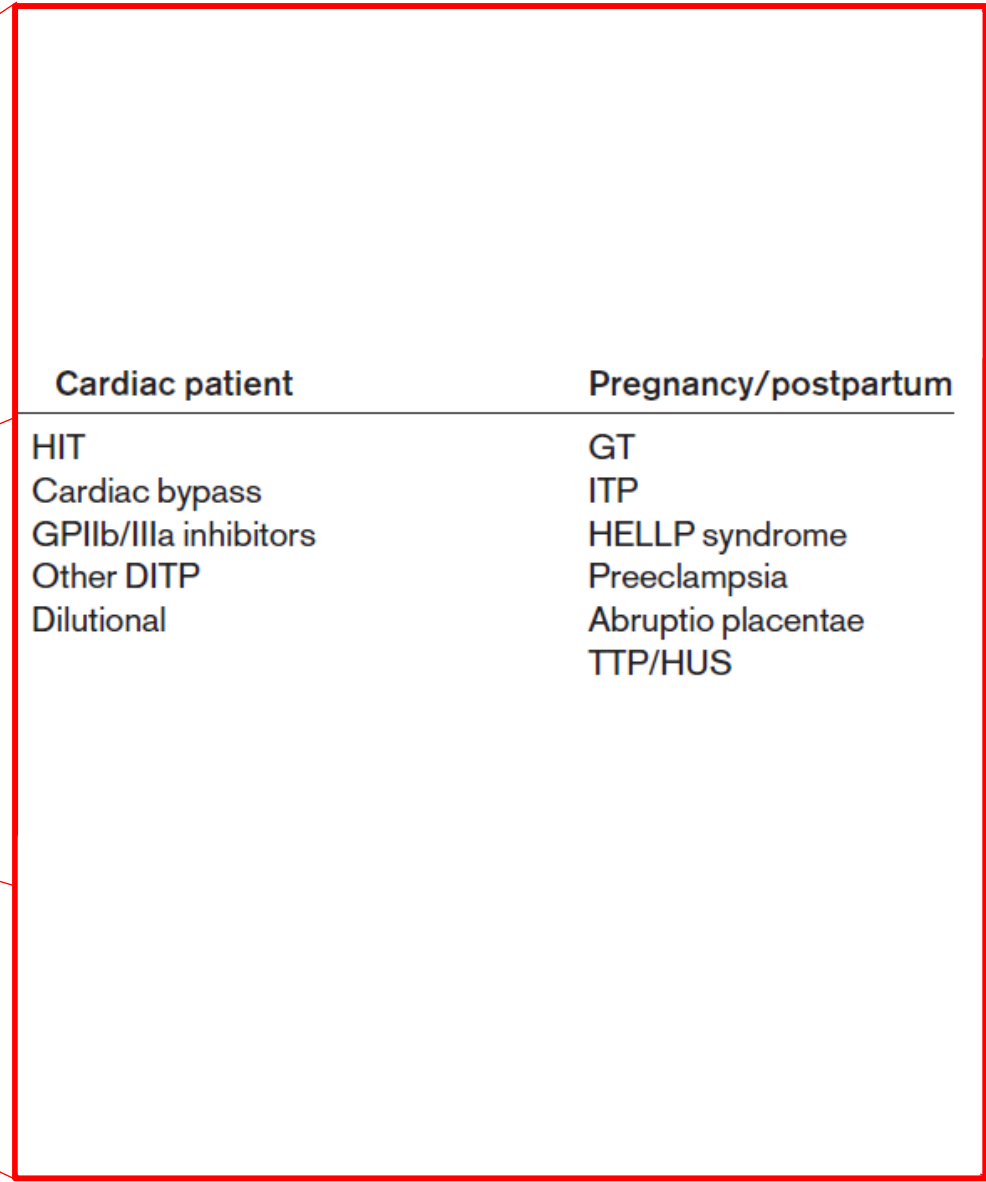 Cardiac patient Pregnancy/postpartum
HIT GT
Cardiac bypass ITP
GPIIb/IIIa inhibitors HELLP syndrome
Other DITP Preeclampsia
Dilutional Abruptio placentae
TTP/HUS